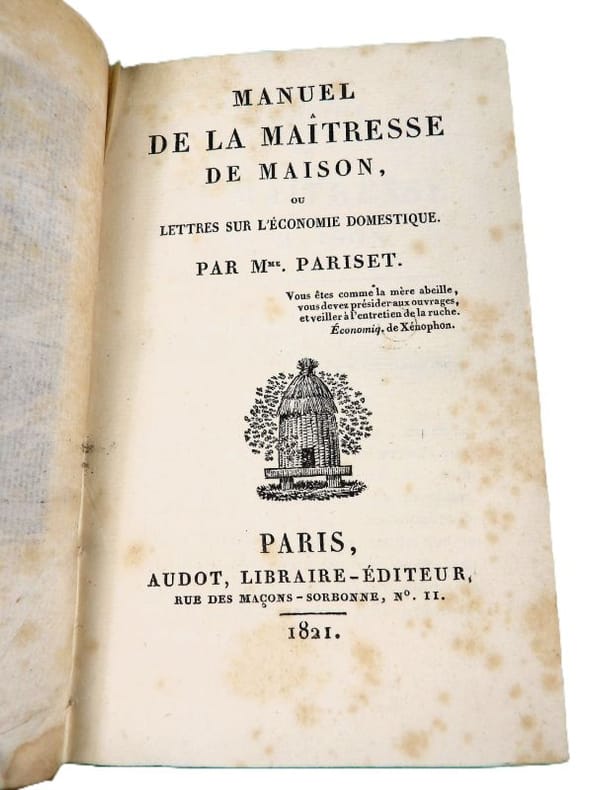 MANUEL
DE LA MAÎTRESSE
DE MAISON,
OU
LETTRES SUR L'ÉCONOMIE DOMESTIQUE.
PAR Mme. PARISET.
Vous êtes comme la mère abeille,
vous devez présider aux ouvrages,
et veiller à l'entretien de la ruche.
Économiq. de Xénophon.
PARIS,
AUDOT, LIBRAIRE-ÉDITEUR,
RUE DES MAÇONS-SORBONNE, No. 11.
1821.